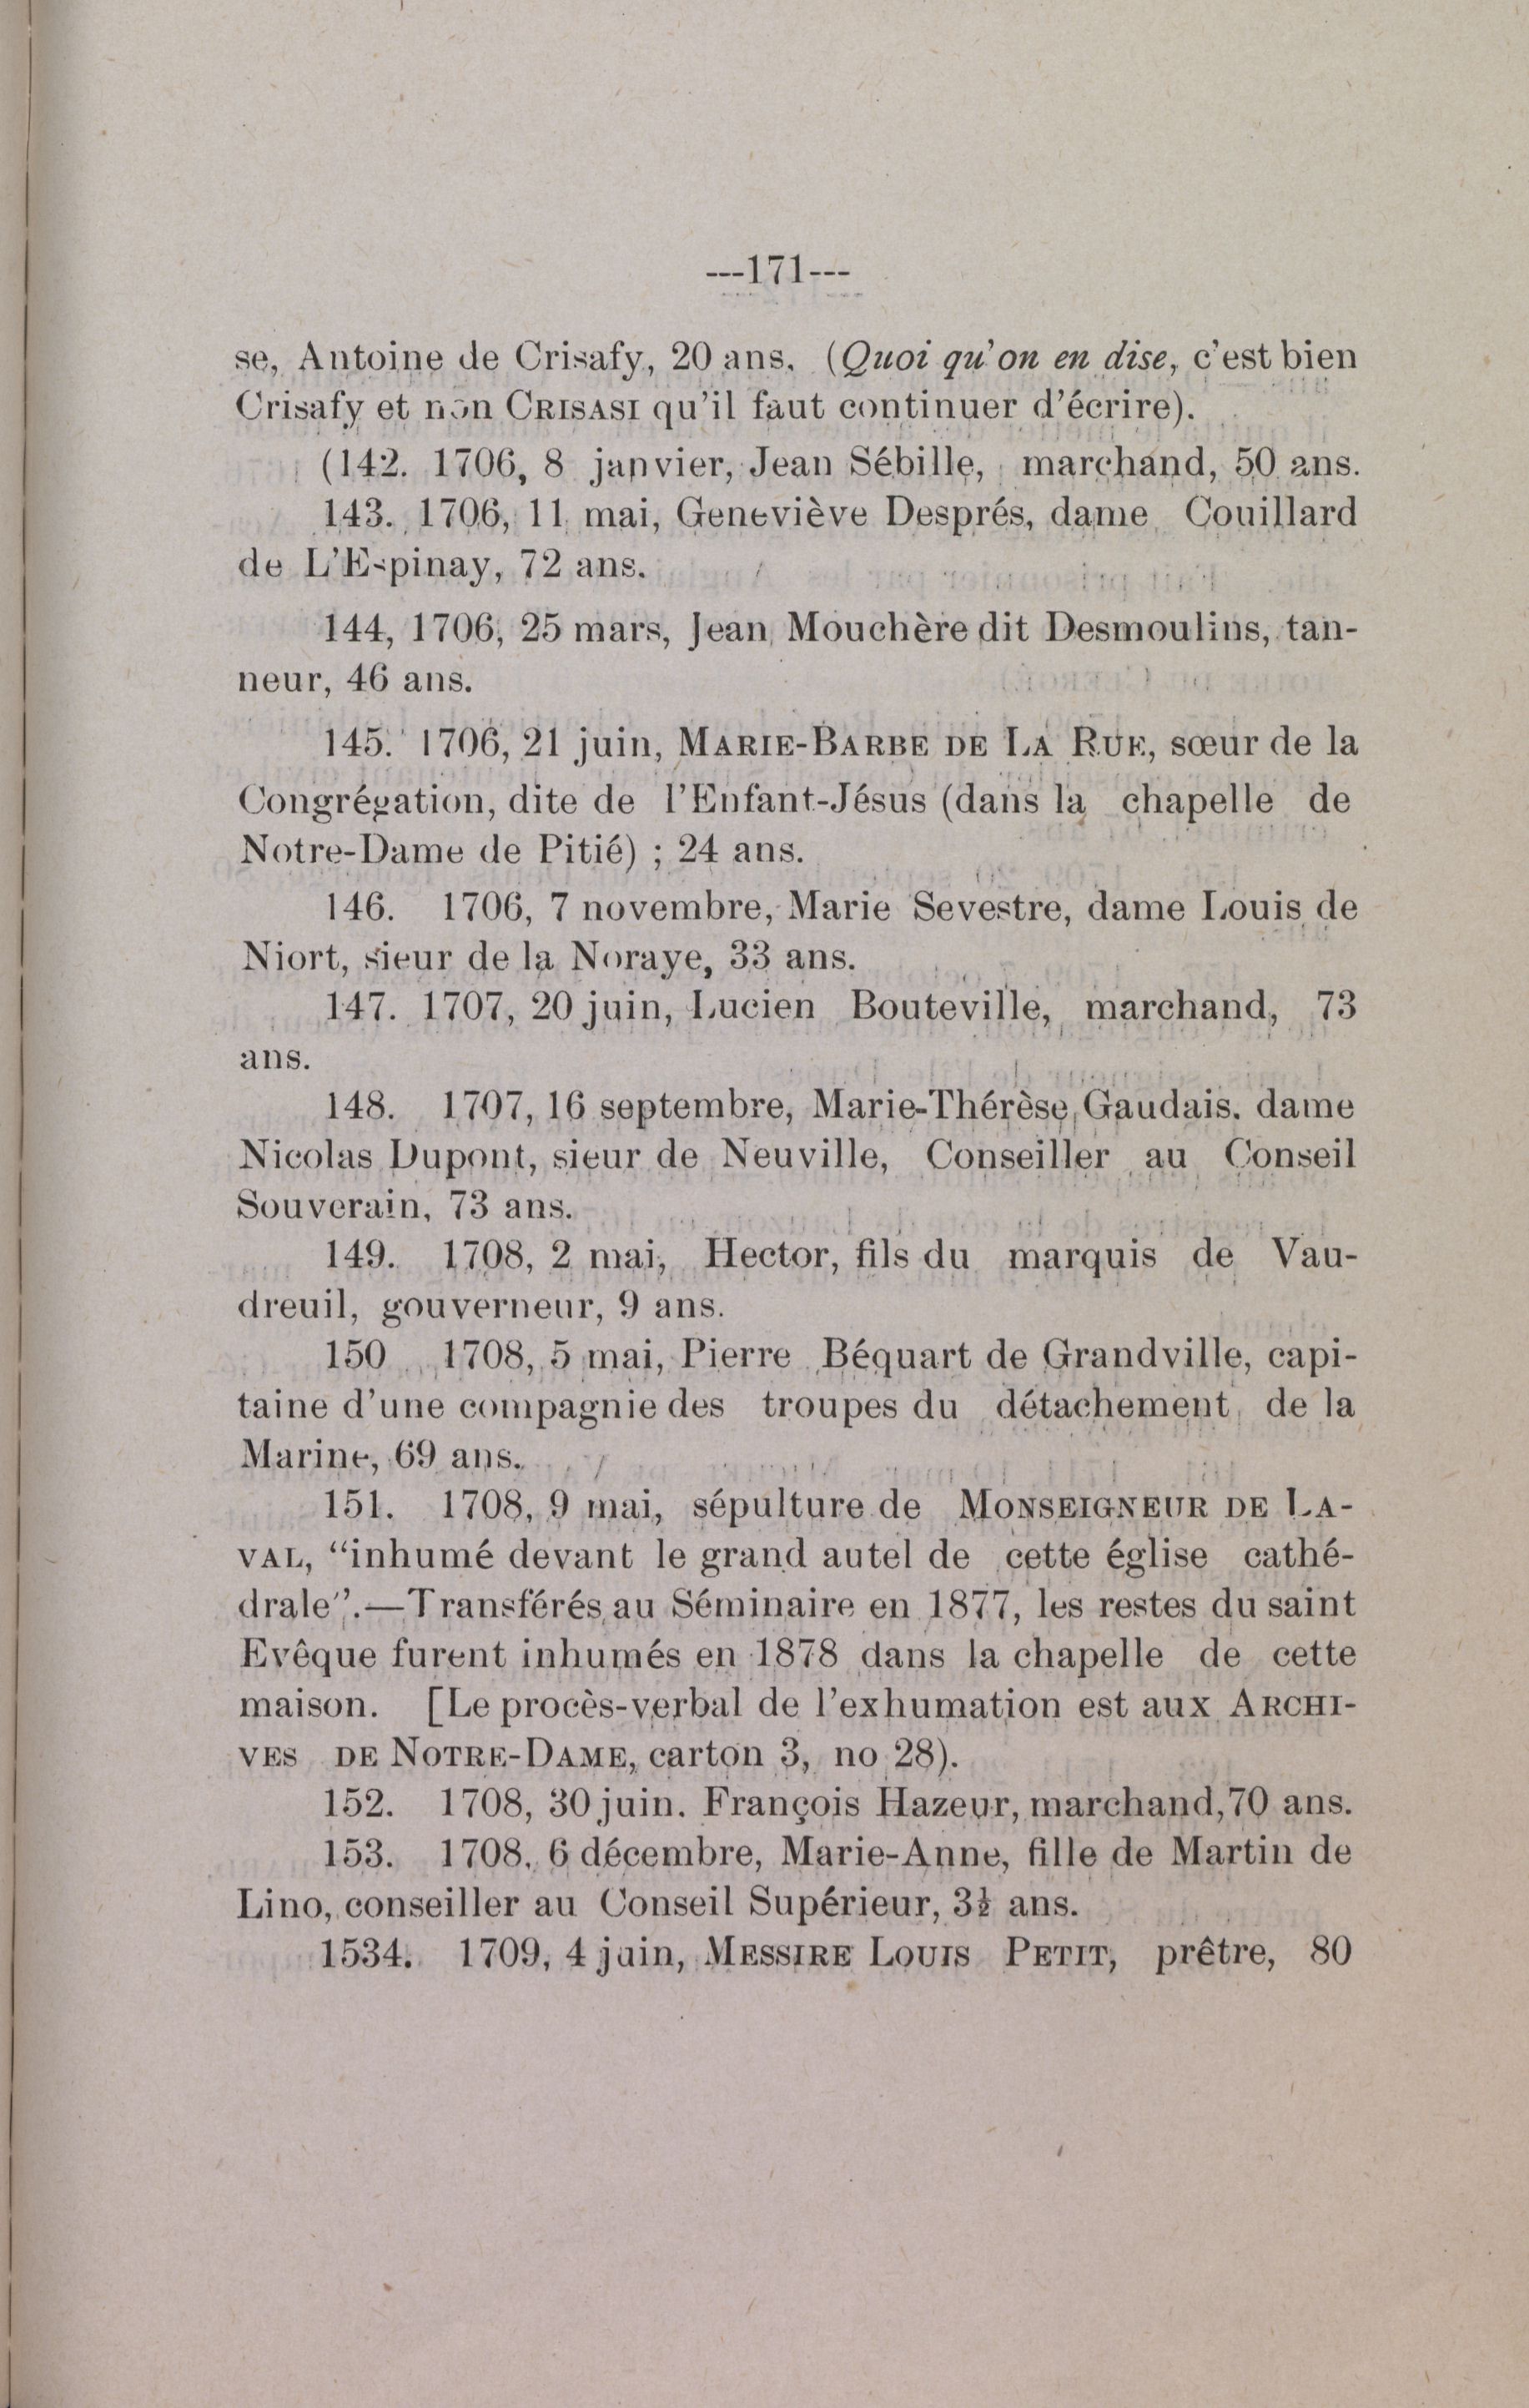 ---171---
se, Antoine de Crisafy, 20 ans. (Quoi qu'on en dise, c'est bien
Crisafy et non CRISASI qu'il faut continuer d'écrire).
(142. 1706, 8 janvier, Jean Sébille, marchand, 50 ans.
143. 1706, 11 mai, Geneviève Després, dame Couillard
de L'Espinay, 72 ans.
144, 1706, 25 mars, Jean Mouchère dit Desmoulins, tan-
neur, 46 ans.
145. 1706, 21 juin, MARIE-BARBE DE LA RUE, sœur de la
Congrégation, dite de l'Enfant-Jésus (dans la chapelle de
Notre-Dame de Pitié) ; 24 ans.
146. 1706, 7 novembre, Marie Sevestre, dame Louis de
Niort, sieur de la Noraye, 33 ans.
147. 1707, 20 juin, Lucien Bouteville, marchand, 73
ans.
148. 1707, 16 septembre, Marie-Thérèse Gaudais. dame
Nicolas Dupont, sieur de Neuville, Conseiller au Conseil
Souverain, 73 ans.
149. 1708, 2 mai, Hector, fils du marquis de Vau-
dreuil, gouverneur, 9 ans.
150 1708, 5 mai, Pierre Béquart de Grandville, capi-
taine d'une compagnie des troupes du détachement de la
Marine, 69 ans.
151. 1708, 9 mai, sépulture de MONSEIGNEUR DE LA-
VAL, “inhumé devant le grand autel de cette église cathé-
drale”.—Transférés au Séminaire en 1877, les restes du saint
Evêque furent inhumés en 1878 dans la chapelle de cette
maison. [Le procès-verbal de l'exhumation est aux ARCHI-
VES DE NOTRE-DAME, carton 3, no 28).
152. 1708, 30 juin. François Hazeur, marchand, 70 ans.
153. 1708, 6 décembre, Marie-Anne, fille de Martin de
Lino, conseiller au Conseil Supérieur, 3½ ans.
1534. 1709, 4 juin, MESSIRE LOUIS PETIT, prêtre, 80